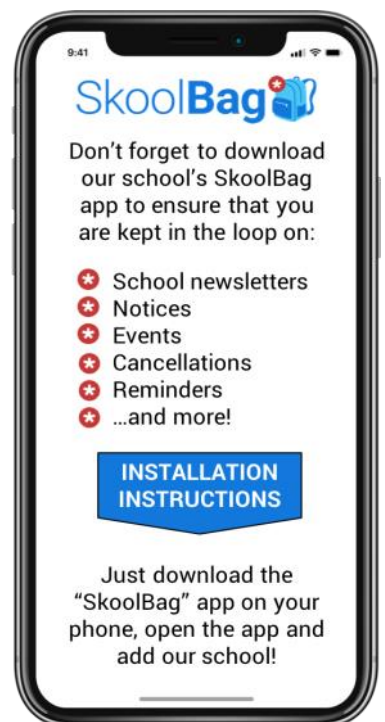 9:41
SkoolBag
Don't forget to download
our school's SkoolBag
app to ensure that you
are kept in the loop on:
School newsletters
Notices
Events
Cancellations
Reminders
...and more!
INSTALLATION
INSTRUCTIONS
Just download the
“SkoolBag” app on your
phone, open the app and
add our school!